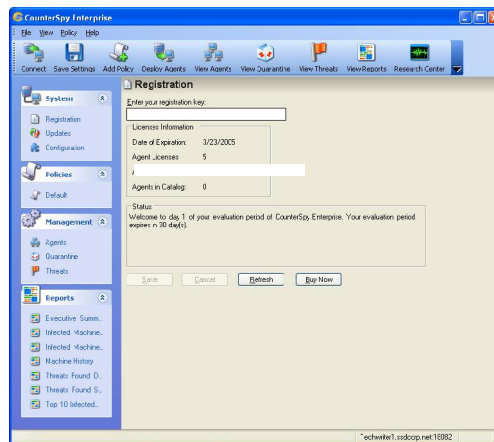 CounterSpy Enterprise
File View Policy Help
Connect Save Settings Add Policy Deploy Agents View Agents View Quarantine View Threats View Reports Research Center
System
Registration
Updates
Configuration
Policies
Default
Management
Agents
Quarantine
Threats
Reports
Executive Summ..
Infected Machine..
Infected Machine..
Machine History
Threats Found D..
Threats Found S..
Top 10 Infected..
Registration
Enter your registration key:
Licenses Information
Date of Expiration: 3/23/2005
Agent Licenses 5
Agents in Catalog: 0
Status
Welcome to day 1 of your evaluation period of CounterSpy Enterprise. Your evaluation period
expires in 30 day(s).
Save Cancel Refresh Buy Now
techwriter1.ssdcorp.net:18082